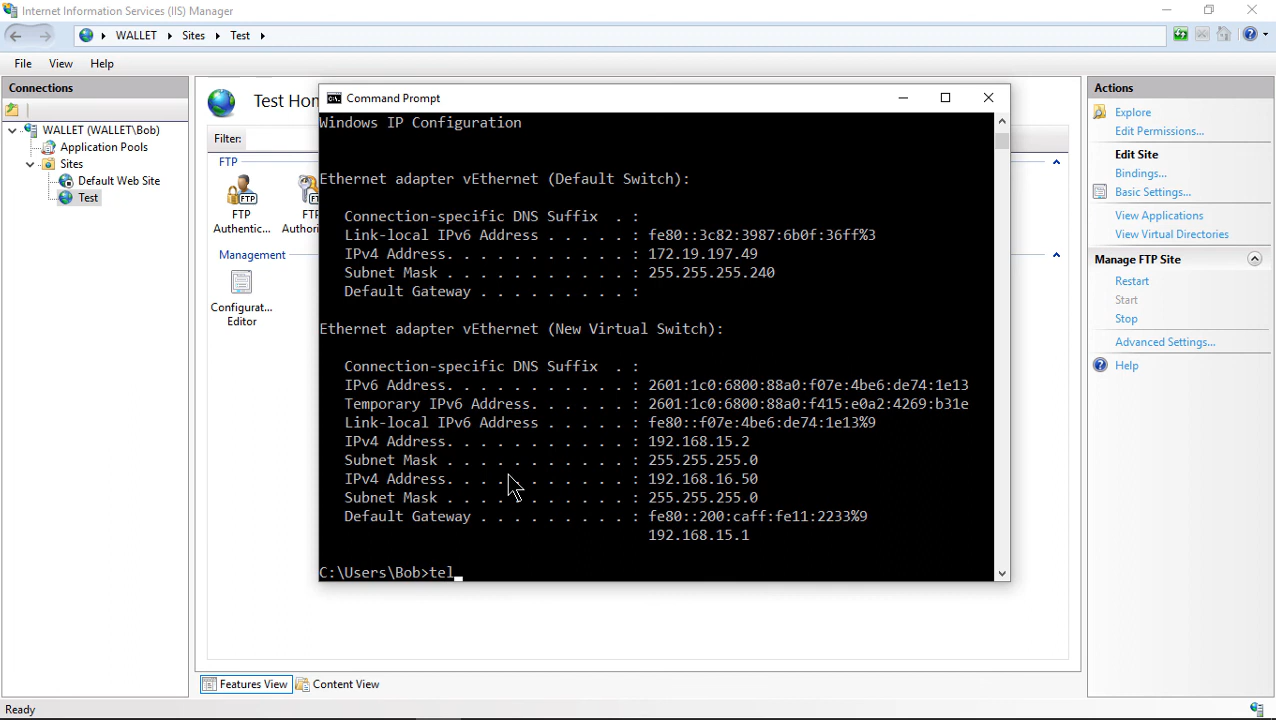 Internet Information Services (IIS) Manager
WALLET
Sites
Test
File
View
Help
Connections
WALLET (WALLET\Bob)
Application Pools
Sites
Default Web Site
Test
Test Hom
Filter:
FTP
FTP
Authentic...
FTP
Authori
Management
Configurat...
Editor
Command Prompt
Windows IP Configuration
Ethernet adapter vEthernet (Default Switch):
Connection-specific DNS Suffix . :
Link-local IPv6 Address . . . . . : fe80::3c82:3987:6b0f:36ff%3
IPv4 Address. . . . . . . . . . . : 172.19.197.49
Subnet Mask . . . . . . . . . . . : 255.255.255.240
Default Gateway . . . . . . . . . :
Ethernet adapter vEthernet (New Virtual Switch):
Connection-specific DNS Suffix . :
IPv6 Address. . . . . . . . . . . : 2601:1c0:6800:88a0:f07e:4be6:de74:1e13
Temporary IPv6 Address. . . . . . : 2601:1c0:6800:88a0:f415:e0a2:4269:b31e
Link-local IPv6 Address . . . . . : fe80::f07e:4be6:de74:1e13%9
IPv4 Address. . . . . . . . . . . : 192.168.15.2
Subnet Mask . . . . . . . . . . . : 255.255.255.0
IPv4 Address. . . . . . . . . . . : 192.168.16.50
Subnet Mask . . . . . . . . . . . : 255.255.255.0
Default Gateway . . . . . . . . . : fe80::200:caff:fe11:2233%9
192.168.15.1
C:\Users\Bob>tel
Actions
Explore
Edit Permissions...
Edit Site
Bindings...
Basic Settings...
View Applications
View Virtual Directories
Manage FTP Site
Restart
Start
Stop
Advanced Settings...
Help
Features View
Content View
Ready